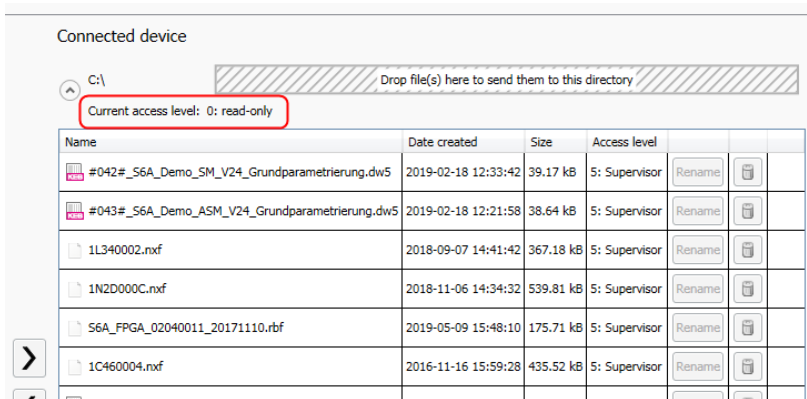 Connected device
C:\
Drop file(s) here to send them to this directory
Current access level: 0: read-only
Name Date created Size Access level
#042#_S6A_Demo_SM_V24_Grundparametrierung.dw5 2019-02-18 12:33:42 39.17 kB 5: Supervisor Rename
#043#_S6A_Demo_ASM_V24_Grundparametrierung.dw5 2019-02-18 12:21:58 38.64 kB 5: Supervisor Rename
1L340002.nxf 2018-09-07 14:41:42 367.18 kB 5: Supervisor Rename
1N2D000C.nxf 2018-11-06 14:34:32 539.81 kB 5: Supervisor Rename
S6A_FPGA_02040011_20171110.rbf 2019-05-09 15:48:10 175.71 kB 5: Supervisor Rename
1C460004.nxf 2016-11-16 15:59:28 435.52 kB 5: Supervisor Rename